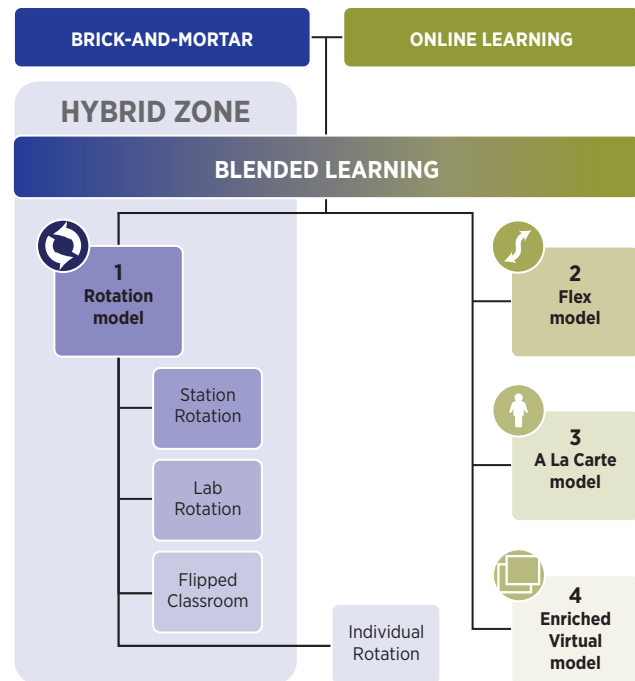 BRICK-AND-MORTAR
ONLINE LEARNING
HYBRID ZONE
BLENDED LEARNING
1
Rotation
model
Station
Rotation
Lab
Rotation
Flipped
Classroom
Individual
Rotation
2
Flex
model
3
A La Carte
model
4
Enriched
Virtual
model